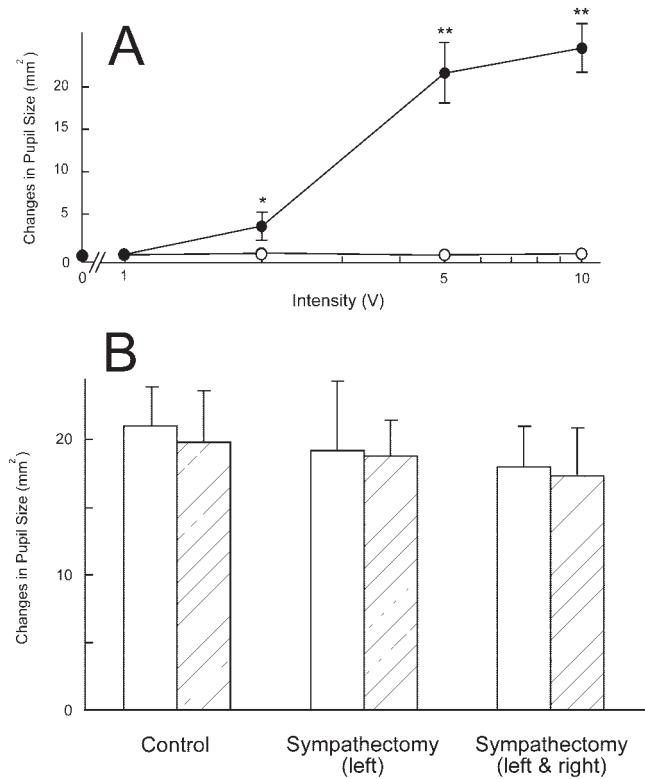 A
Changes in Pupil Size (mm²)
20
15
10
5
0
**
**
*
0
1
5
10
Intensity (V)
B
Changes in Pupil Size (mm²)
20
10
0
Control
Sympathectomy
(left)
Sympathectomy
(left & right)